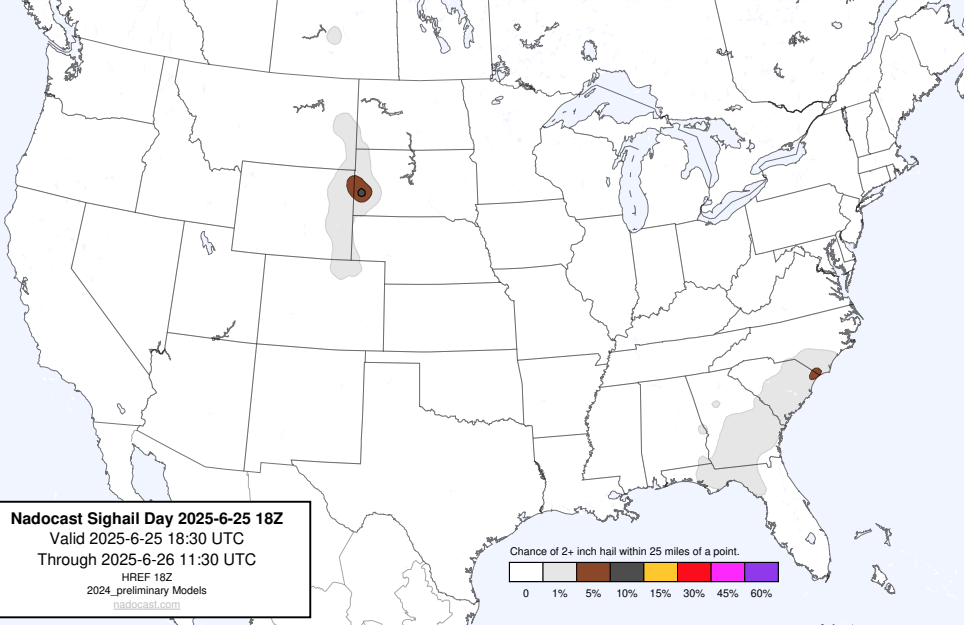 Nadocast Sighail Day 2025-6-25 18Z
Valid 2025-6-25 18:30 UTC
Through 2025-6-26 11:30 UTC
HREF 18Z
2024_preliminary Models
nadocast.com
Chance of 2+ inch hail within 25 miles of a point.
0 1% 5% 10% 15% 30% 45% 60%